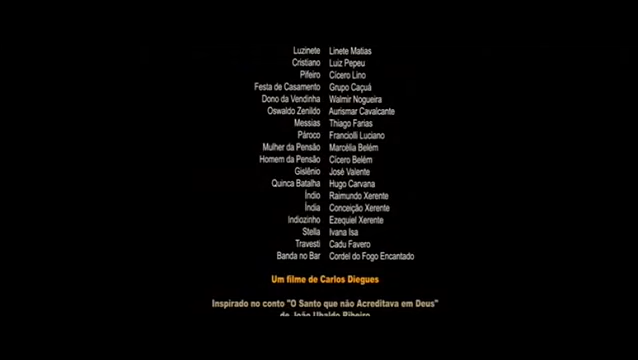 Luzinete Linete Matias
Cristiano Luiz Pepeu
Pifeiro Cícero Lino
Festa de Casamento Grupo Caçuá
Dono da Vendinha Walmir Nogueira
Oswaldo Zenildo Aurismar Cavalcante
Messias Thiago Farias
Pároco Franciolli Luciano
Mulher da Pensão Marcélia Belém
Homem da Pensão Cícero Belém
Gislênio José Valente
Quinca Batalha Hugo Carvana
Índio Raimundo Xerente
Índia Conceição Xerente
Indiozinho Ezequiel Xerente
Stella Ivana Isa
Travesti Cadu Favero
Banda no Bar Cordel do Fogo Encantado
Um filme de Carlos Diegues
Inspirado no conto "O Santo que não Acreditava em Deus"
de João Ubaldo Ribeiro